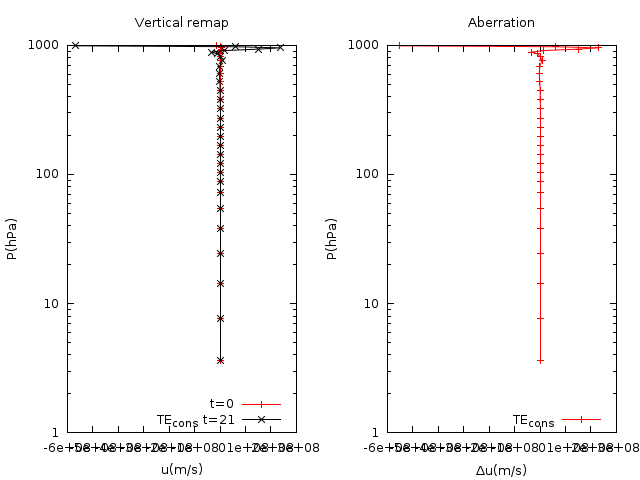 Vertical remap
Aberration
1000
100
10
1
P(hPa)
t=0
TEcons t=21
u(m/s)
1000
100
10
1
P(hPa)
TEcons
Δu(m/s)